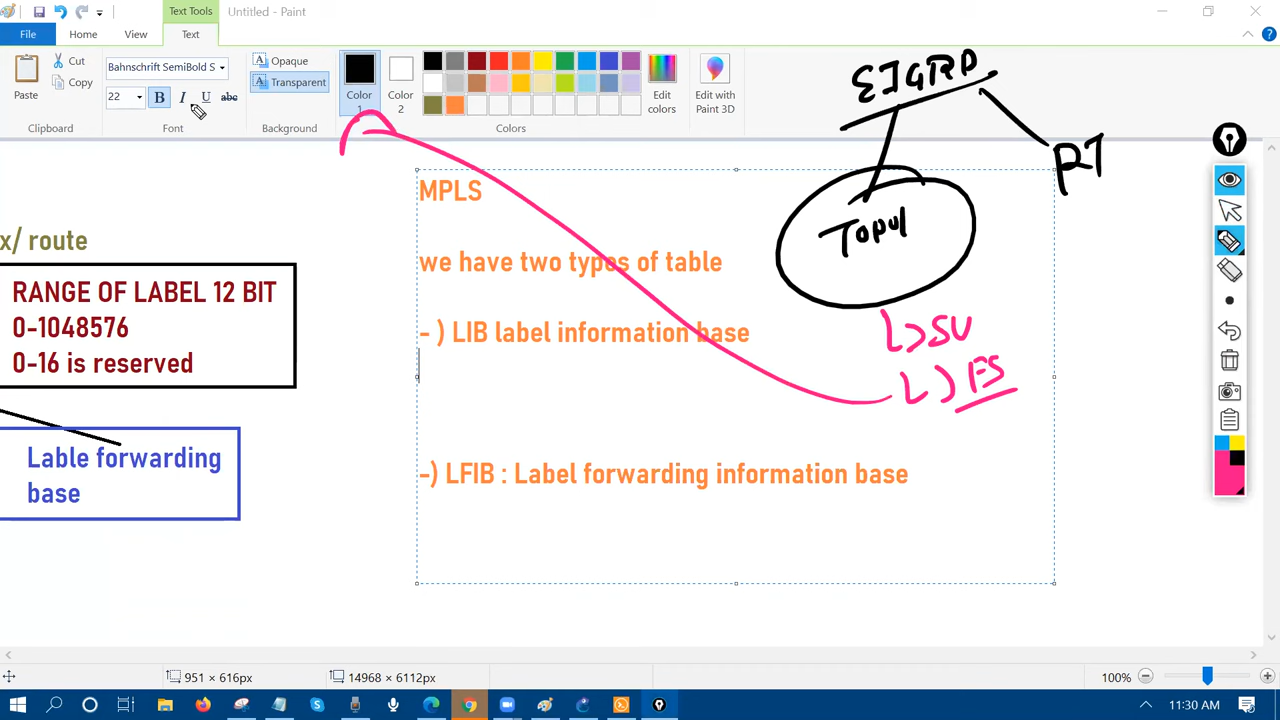 Text Tools
Untitled - Paint
File
Home
View
Text
Paste
Cut
Copy
Clipboard
Bahnschrift SemiBold S
22
B I U abc
Font
Opaque
Transparent
Background
Color 1
Color 2
Edit colors
Edit with Paint 3D
Colors
EIGRP
RT
Topol
MPLS
we have two types of table
- ) LIB label information base
-) LFIB : Label forwarding information base
FS
x/ route
RANGE OF LABEL 12 BIT
0-1048576
0-16 is reserved
Lable forwarding
base
951 × 616px
14968 × 6112px
100%
11:30 AM